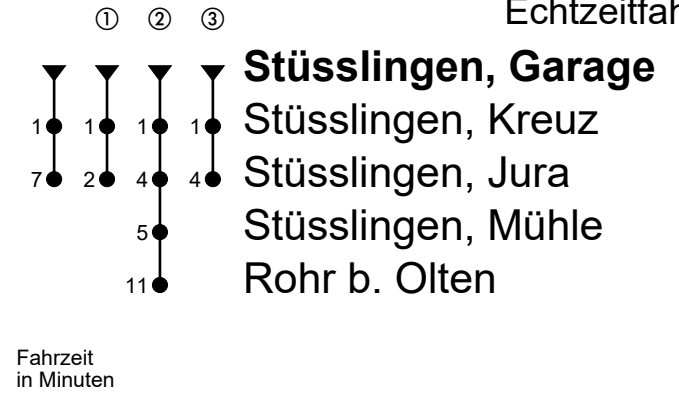 Echtzeitfah
① ② ③
Stüsslingen, Garage
1 1 1 1 Stüsslingen, Kreuz
7 2 4 4 Stüsslingen, Jura
5 Stüsslingen, Mühle
11 Rohr b. Olten
Fahrzeit
in Minuten